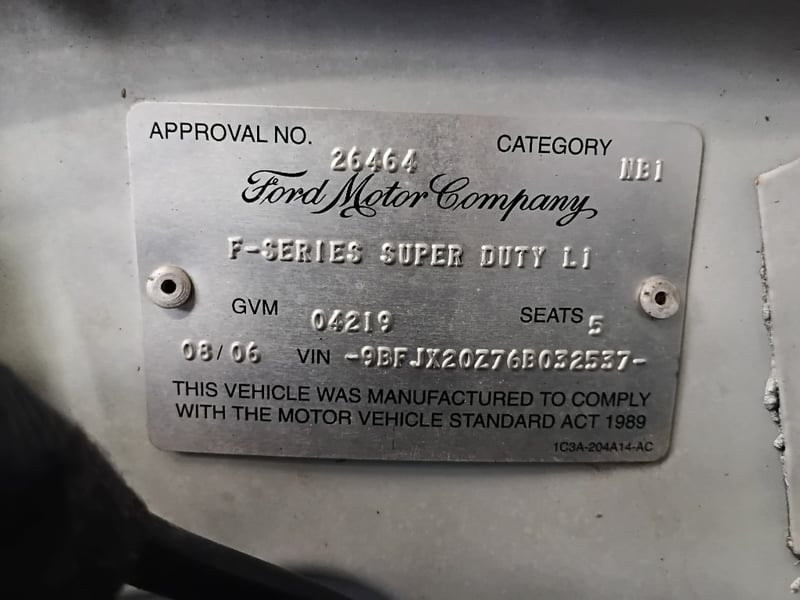 APPROVAL NO. 26464 CATEGORY NB1
Ford Motor Company
F-SERIES SUPER DUTY L1
GVM 04219 SEATS 5
08/06 VIN -9BFJX20Z76B032537-
THIS VEHICLE WAS MANUFACTURED TO COMPLY
WITH THE MOTOR VEHICLE STANDARD ACT 1989
1C3A-204A14-AC